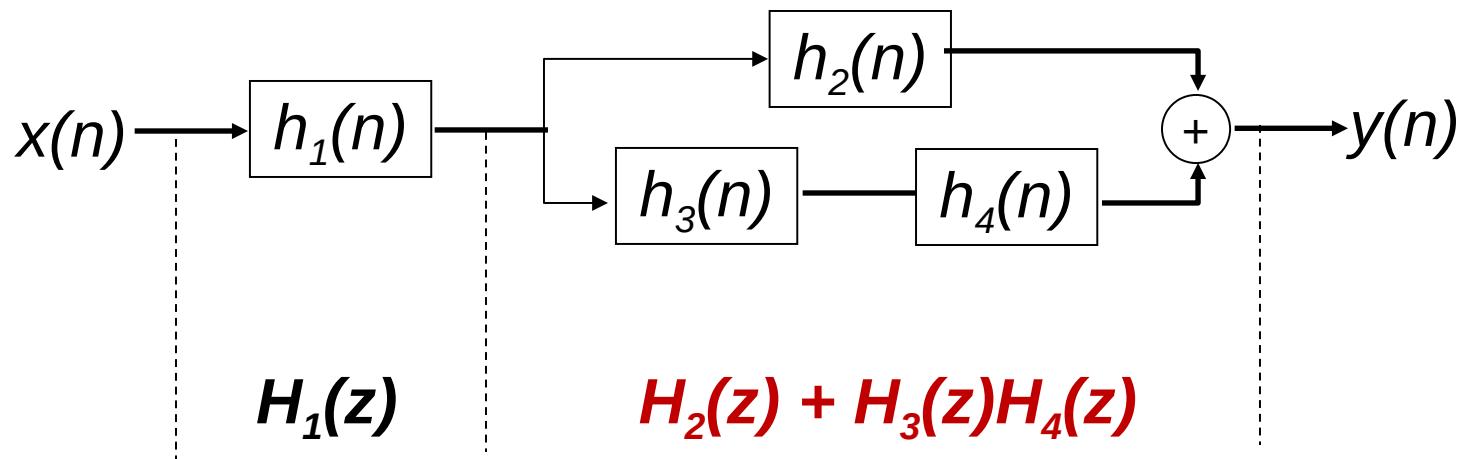 h₂(n)
x(n) h₁(n) + y(n)
h₃(n) h₄(n)
H₁(z) H₂(z) + H₃(z)H₄(z)